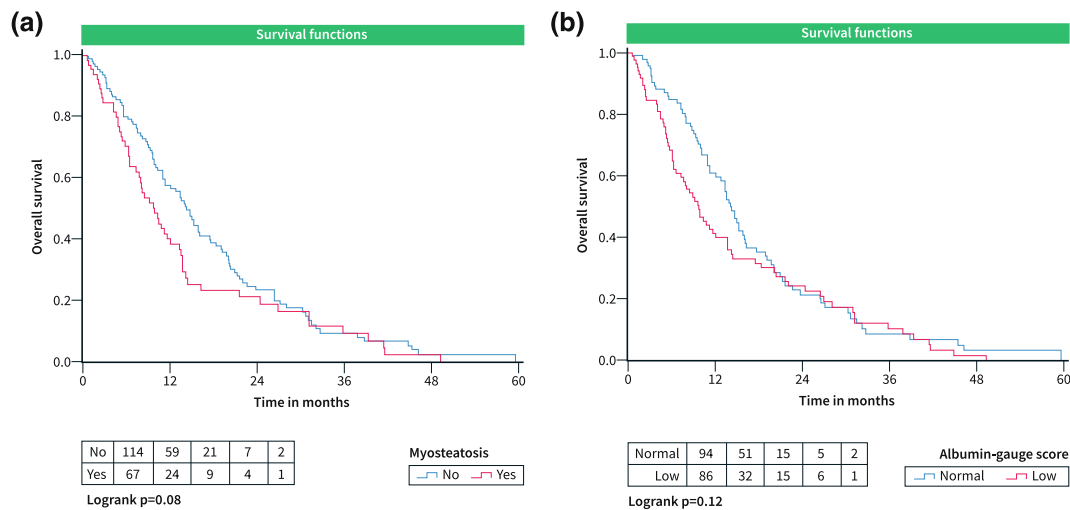 (a)
Survival functions
1.0
0.8
0.6
0.4
0.2
0.0
Overall survival
0 12 24 36 48 60
Time in months
No 114 59 21 7 2
Yes 67 24 9 4 1
Logrank p=0.08
Myosteatosis
No Yes
(b)
Survival functions
1.0
0.8
0.6
0.4
0.2
0.0
Overall survival
0 12 24 36 48 60
Time in months
Normal 94 51 15 5 2
Low 86 32 15 6 1
Logrank p=0.12
Albumin-gauge score
Normal Low